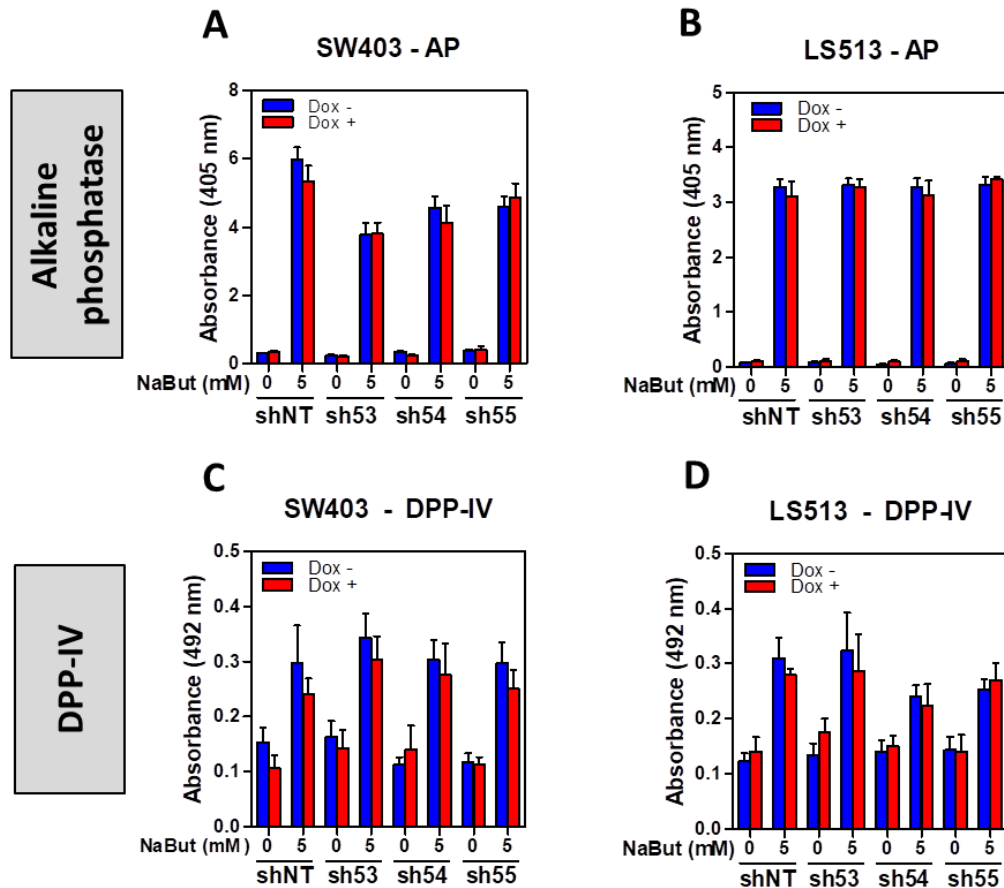 A
SW403 - AP
Alkaline
phosphatase
Absorbance (405 nm)
8
6
4
2
0
Dox -
Dox +
NaBut (mM) 0 5 0 5 0 5 0 5
shNT sh53 sh54 sh55
B
LS513 - AP
Absorbance (405 nm)
5
4
3
2
1
0
Dox -
Dox +
NaBut (mM) 0 5 0 5 0 5 0 5
shNT sh53 sh54 sh55
C
SW403 - DPP-IV
DPP-IV
Absorbance (492 nm)
0.5
0.4
0.3
0.2
0.1
0.0
Dox -
Dox +
NaBut (mM) 0 5 0 5 0 5 0 5
shNT sh53 sh54 sh55
D
LS513 - DPP-IV
Absorbance (492 nm)
0.5
0.4
0.3
0.2
0.1
0.0
Dox -
Dox +
NaBut (mM) 0 5 0 5 0 5 0 5
shNT sh53 sh54 sh55